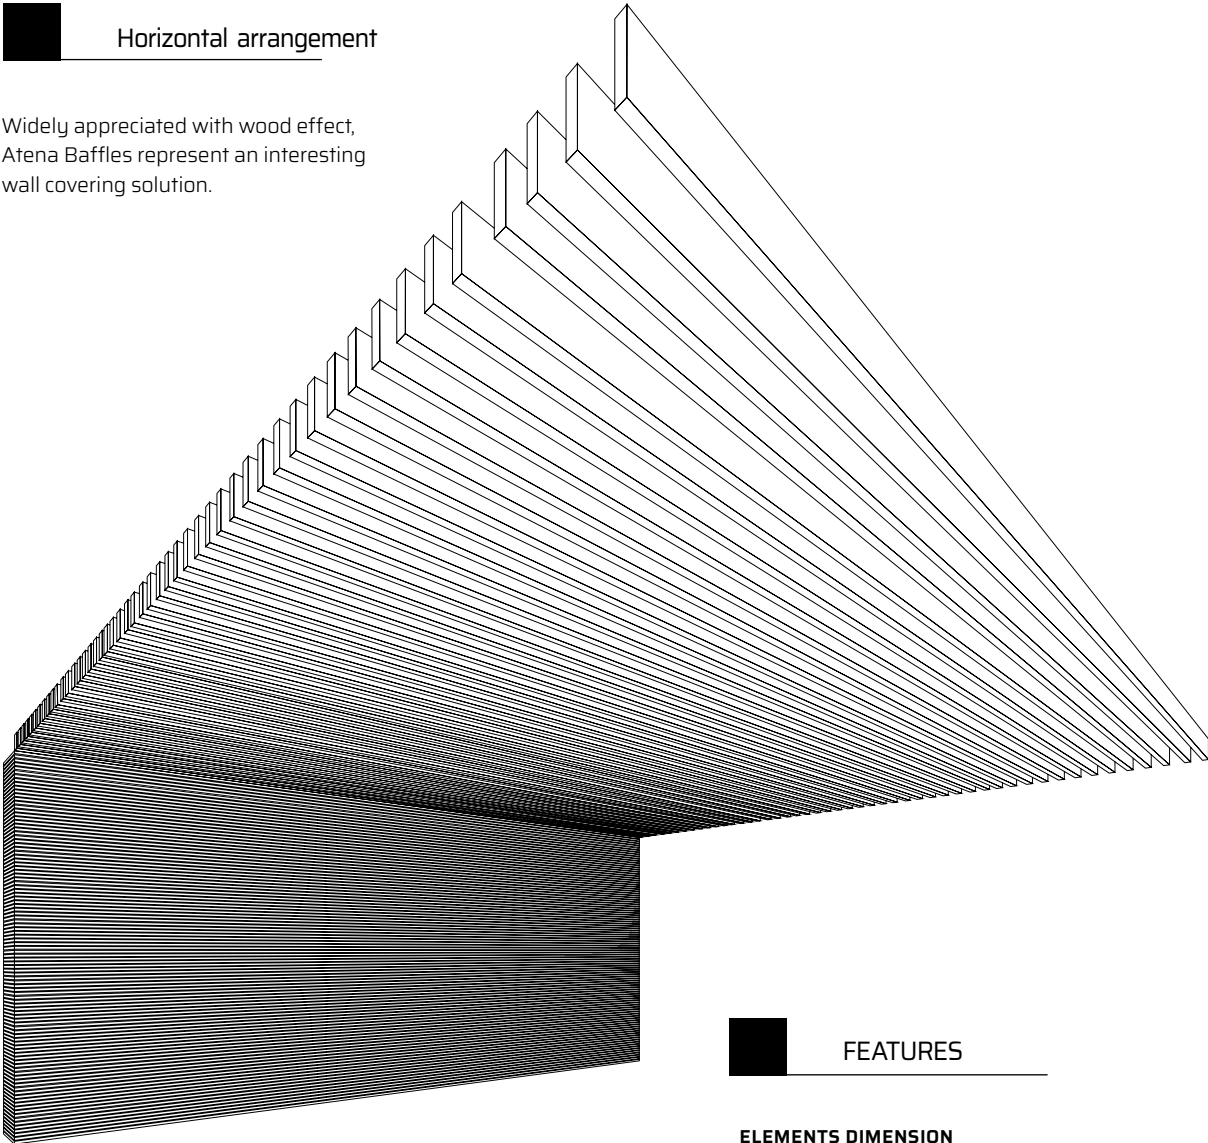 Horizontal arrangement
Widely appreciated with wood effect,
Atena Baffles represent an interesting
wall covering solution.
FEATURES
ELEMENTS DIMENSION